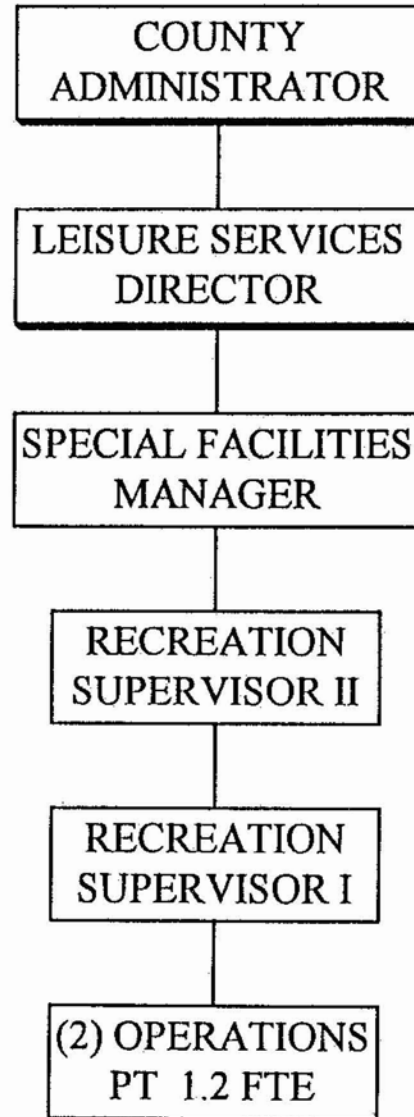 COUNTY
ADMINISTRATOR
LEISURE SERVICES
DIRECTOR
SPECIAL FACILITIES
MANAGER
RECREATION
SUPERVISOR II
RECREATION
SUPERVISOR I
(2) OPERATIONS
PT 1.2 FTE